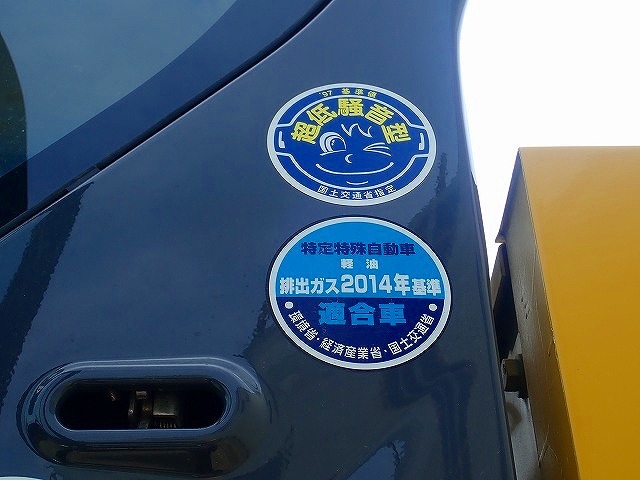 '97 基準値
超低騒音型
国土交通省指定
特定特殊自動車
軽油
排出ガス2014年基準
適合車
環境省・経済産業省・国土交通省